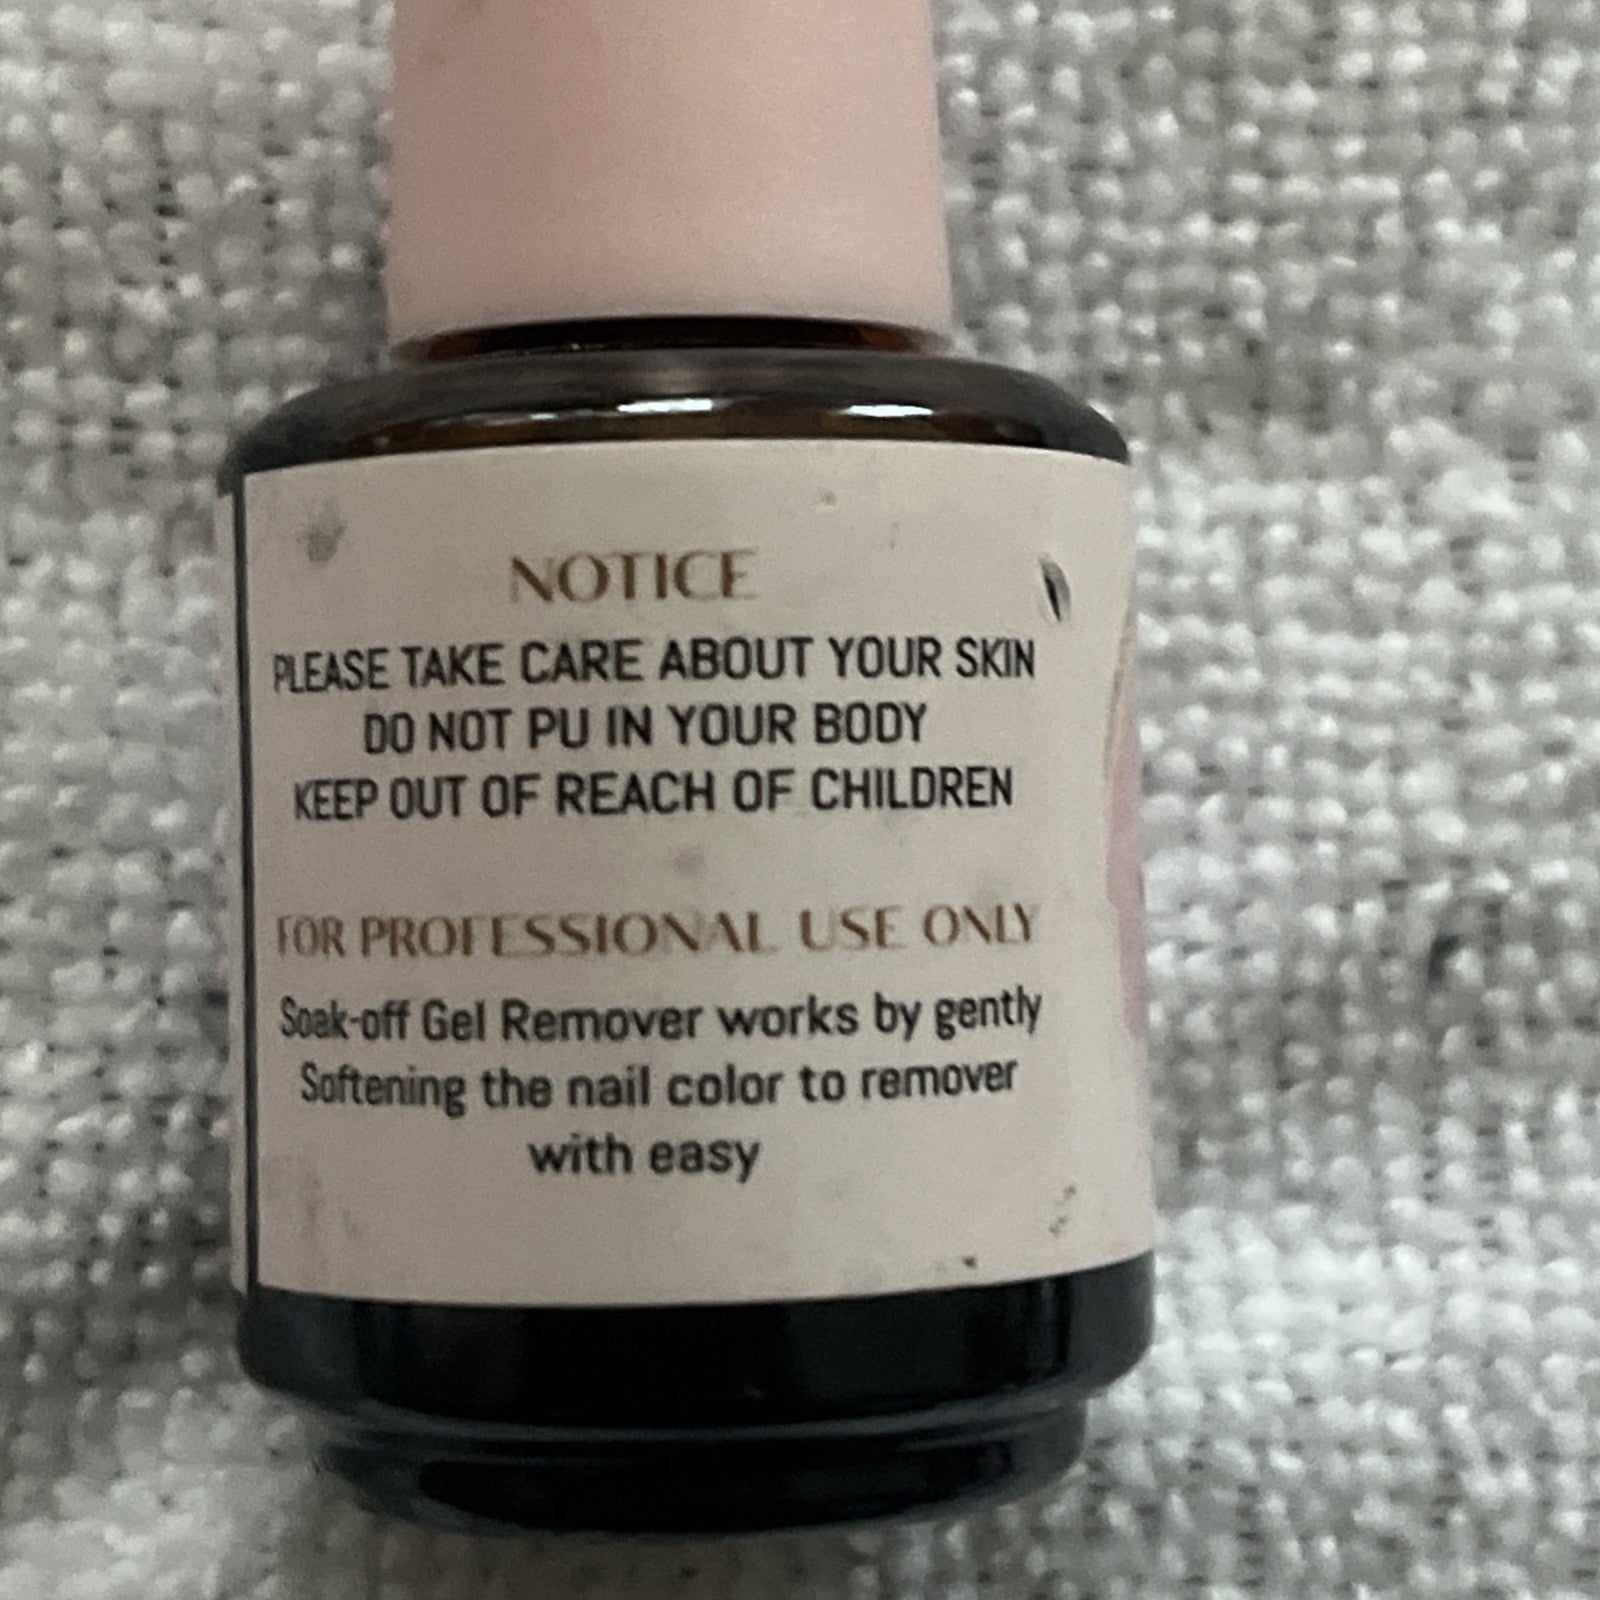 NOTICE
PLEASE TAKE CARE ABOUT YOUR SKIN
DO NOT PU IN YOUR BODY
KEEP OUT OF REACH OF CHILDREN
FOR PROFESSIONAL USE ONLY
Soak-off Gel Remover works by gently
Softening the nail color to remover
with easy